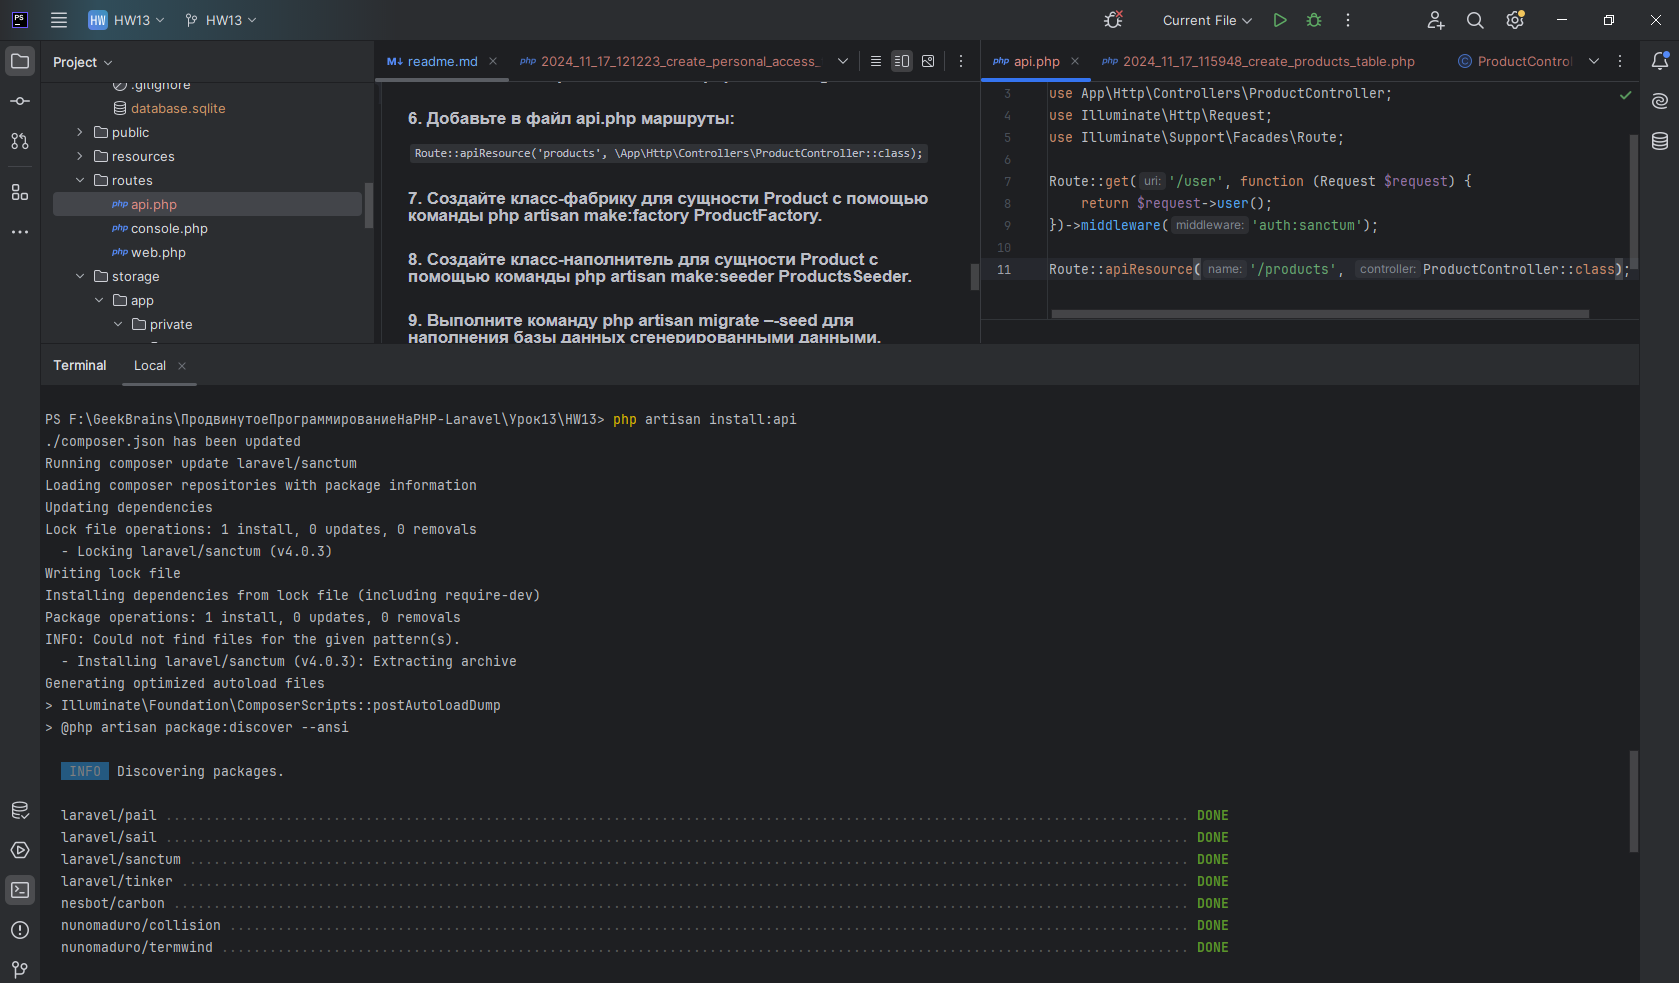 PS
HW HW13
HW13
Current File
Project
.gitignore
database.sqlite
public
resources
routes
php api.php
php console.php
php web.php
storage
app
private
M↓ readme.md
php 2024_11_17_121223_create_personal_access_
6. Добавьте в файл api.php маршруты:
Route::apiResource('products', \App\Http\Controllers\ProductController::class);
7. Создайте класс-фабрику для сущности Product с помощью
команды php artisan make:factory ProductFactory.
8. Создайте класс-наполнитель для сущности Product с
помощью команды php artisan make:seeder ProductsSeeder.
9. Выполните команду php artisan migrate –-seed для
наполнения базы данных сгенерированными данными.
php api.php
php 2024_11_17_115948_create_products_table.php
© ProductControl
3 use App\Http\Controllers\ProductController;
4 use Illuminate\Http\Request;
5 use Illuminate\Support\Facades\Route;
6
7 Route::get( uri: '/user', function (Request $request) {
8 return $request->user();
9 })->middleware( middleware: 'auth:sanctum');
10
11 Route::apiResource( name: '/products', controller: ProductController::class);
Terminal
Local
PS F:\GeekBrains\ПродвинутоеПрограммированиеНаPHP-Laravel\Урок13\HW13> php artisan install:api
./composer.json has been updated
Running composer update laravel/sanctum
Loading composer repositories with package information
Updating dependencies
Lock file operations: 1 install, 0 updates, 0 removals
- Locking laravel/sanctum (v4.0.3)
Writing lock file
Installing dependencies from lock file (including require-dev)
Package operations: 1 install, 0 updates, 0 removals
INFO: Could not find files for the given pattern(s).
- Installing laravel/sanctum (v4.0.3): Extracting archive
Generating optimized autoload files
> Illuminate\Foundation\ComposerScripts::postAutoloadDump
> @php artisan package:discover --ansi
INFO Discovering packages.
laravel/pail ........ DONE
laravel/sail ........ DONE
laravel/sanctum ........ DONE
laravel/tinker ........ DONE
nesbot/carbon ........ DONE
nunomaduro/collision ........ DONE
nunomaduro/termwind ........ DONE